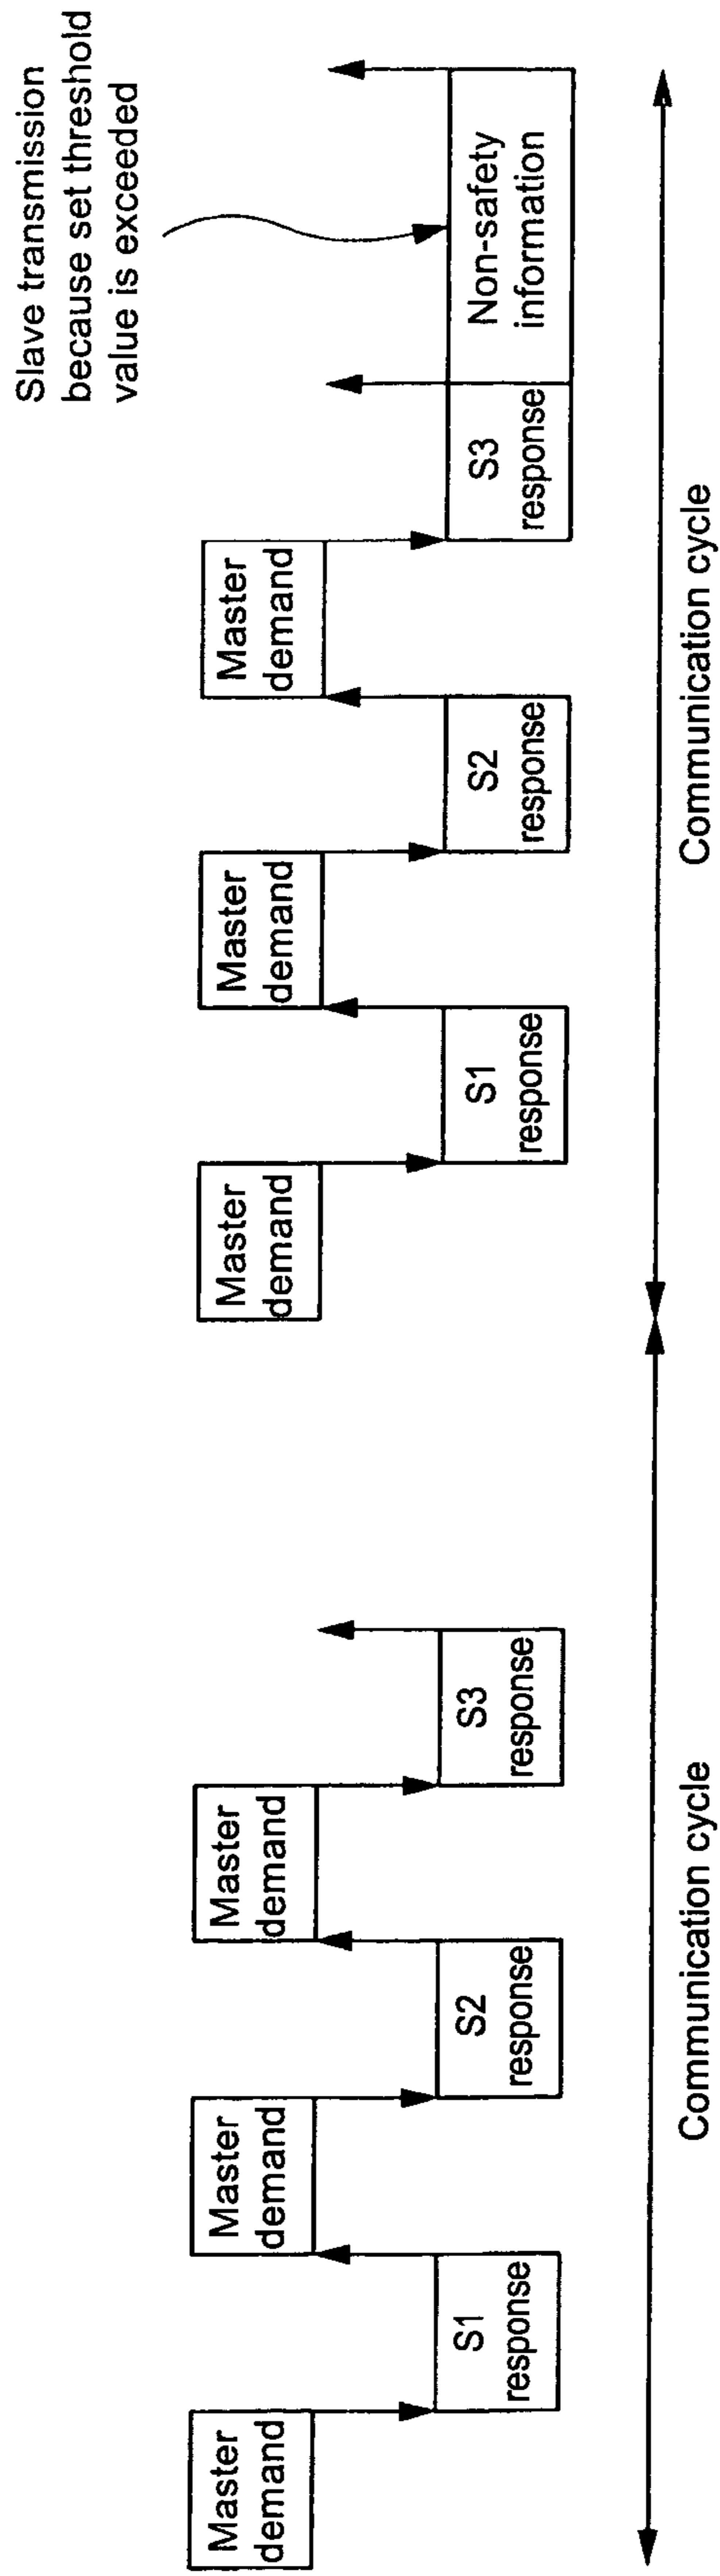 Slave transmission
because set threshold
value is exceeded
Master
demand
S1
response
Master
demand
S2
response
Master
demand
S3
response
Master
demand
S1
response
Master
demand
S2
response
Master
demand
S3
response
Non-safety
information
Communication cycle
Communication cycle